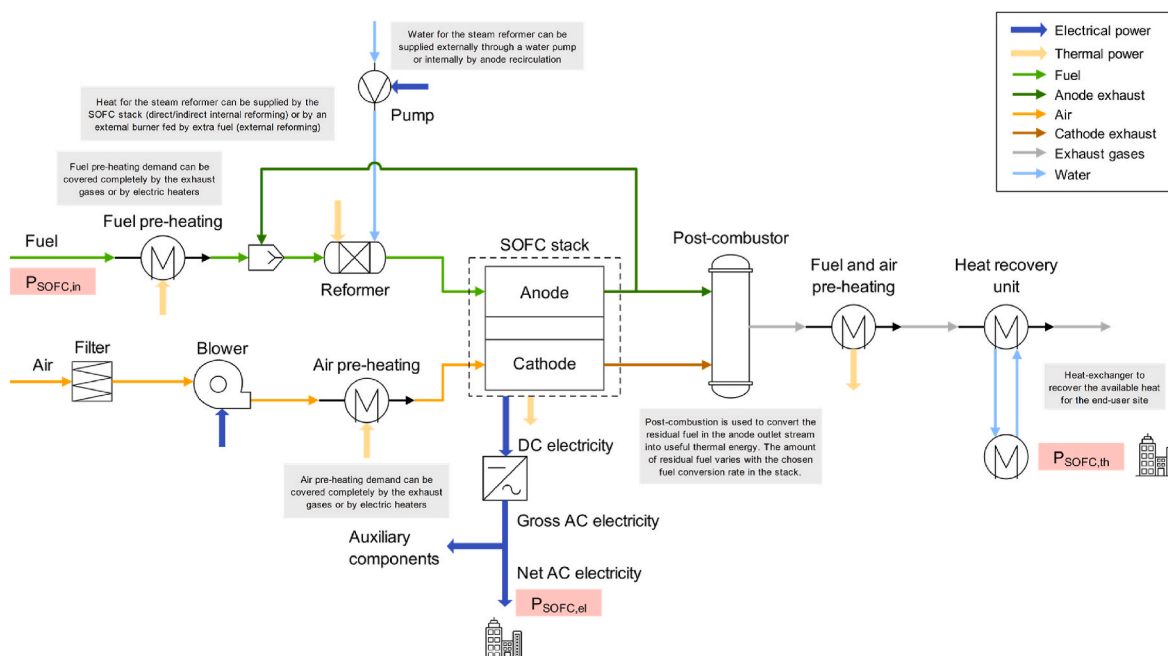 Water for the steam reformer can be
supplied externally through a water pump
or internally by anode recirculation
Electrical power
Thermal power
Fuel
Anode exhaust
Air
Cathode exhaust
Exhaust gases
Water
Heat for the steam reformer can be supplied by the
SOFC stack (direct/indirect internal reforming) or by an
external burner fed by extra fuel (external reforming)
Pump
Fuel pre-heating demand can be
covered completely by the exhaust
gases or by electric heaters
Fuel pre-heating
Fuel
P_SOFC,in
Reformer
SOFC stack
Anode
Cathode
Post-combustor
Fuel and air
pre-heating
Heat recovery
unit
Air
Filter
Blower
Air pre-heating
Heat-exchanger to
recover the available heat
for the end-user site
Post-combustion is used to convert the
residual fuel in the anode outlet stream
into useful thermal energy. The amount
of residual fuel varies with the chosen
fuel conversion rate in the stack.
P_SOFC,th
DC electricity
Air pre-heating demand can be
covered completely by the exhaust
gases or by electric heaters
Gross AC electricity
Auxiliary
components
Net AC electricity
P_SOFC,el